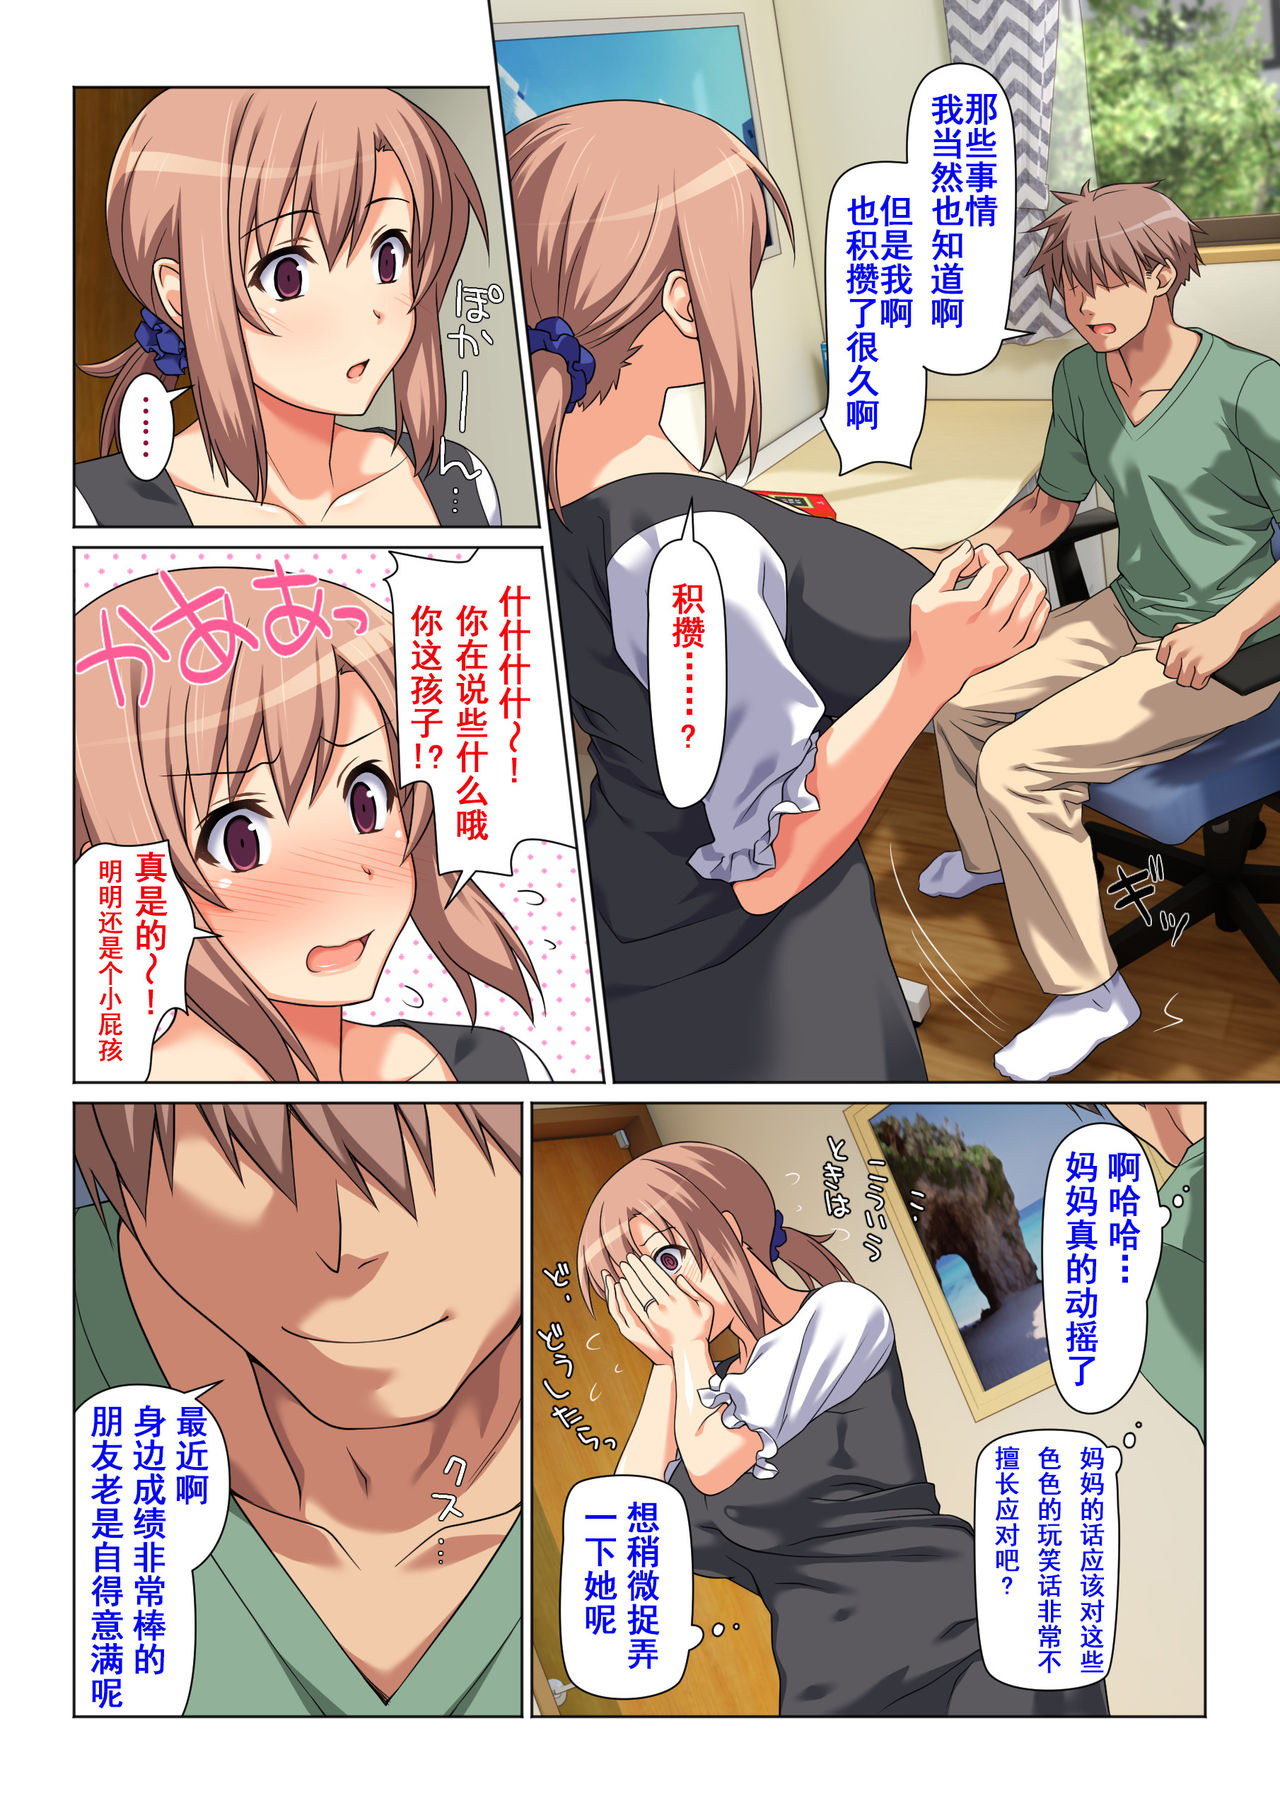 那些事情
我当然也知道啊
但是我啊
也积攒了很久啊
积攒……?
ぽかーん…
……
什什什什~!
你在说些什么哦
你这孩子!?
かああっ
真是的~!
明明还是个小屁孩
ギッ
啊哈哈…
妈妈真的动摇了
妈妈的话应该对这些
色色的玩笑话非常不
擅长应对吧?
こ、
こういう
ときは
ど、
どうしたらっ
想稍微捉弄
一下她呢
最近啊
身边成绩非常棒的
朋友老是自得意满呢
クス…